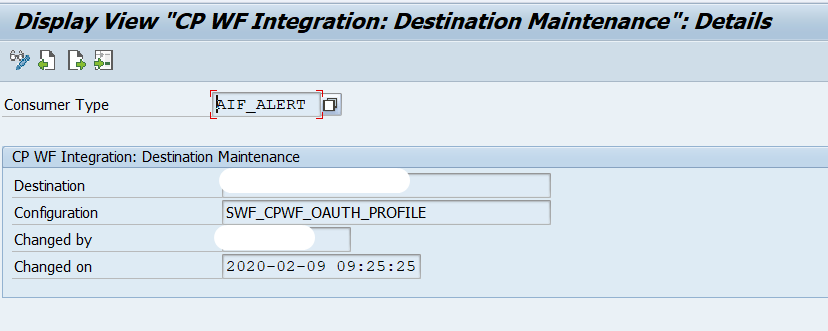 Display View "CP WF Integration: Destination Maintenance": Details
Consumer Type AIF_ALERT
CP WF Integration: Destination Maintenance
Destination
Configuration SWF_CPWF_OAUTH_PROFILE
Changed by
Changed on 2020-02-09 09:25:25